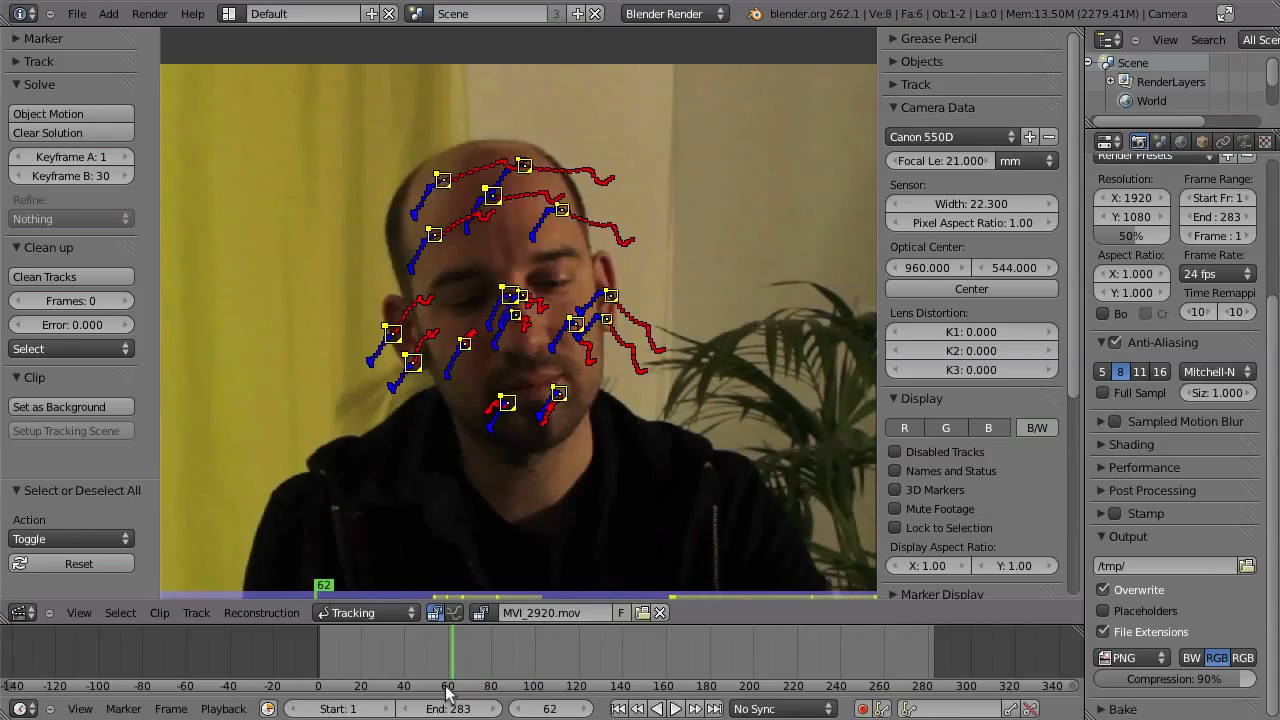 File Add Render Help Default Scene 3 Blender Render blender.org 262.1 | Ve:8 | Fa:6 | Ob:1-2 | La:0 | Mem:13.50M (2279.41M) | Camera
Marker
Track
Solve
Object Motion
Clear Solution
Keyframe A: 1
Keyframe B: 30
Refine:
Nothing
Clean up
Clean Tracks
Frames: 0
Error: 0.000
Select
Clip
Set as Background
Setup Tracking Scene
Select or Deselect All
Action
Toggle
Reset
62
View Select Clip Track Reconstruction Tracking MVI_2920.mov F
Grease Pencil
Objects
Track
Camera Data
Canon 550D
Focal Le: 21.000 mm
Sensor:
Width: 22.300
Pixel Aspect Ratio: 1.00
Optical Center:
960.000 544.000
Center
Lens Distortion:
K1: 0.000
K2: 0.000
K3: 0.000
Display
R G B B/W
Disabled Tracks
Names and Status
3D Markers
Mute Footage
Lock to Selection
Display Aspect Ratio:
X: 1.00 Y: 1.00
Marker Display
View Search All Scen
Scene
RenderLayers
World
Render Presets
Resolution: Frame Range:
X: 1920 Start Fr: 1
Y: 1080 End : 283
50% Frame : 1
Aspect Ratio: Frame Rate:
X: 1.000 24 fps
Y: 1.000 Time Remappi
Bo Cr 10 10
Anti-Aliasing
5 8 11 16 Mitchell-N
Full Sampl Siz: 1.000
Sampled Motion Blur
Shading
Performance
Post Processing
Stamp
Output
/tmp/
Overwrite
Placeholders
File Extensions
PNG BW RGB RGB
Compression: 90%
Bake
-140 -120 -100 -80 -60 -40 -20 0 20 40 60 80 100 120 140 160 180 200 220 240 260 280 300 320 340
View Marker Frame Playback Start: 1 End: 283 62 No Sync